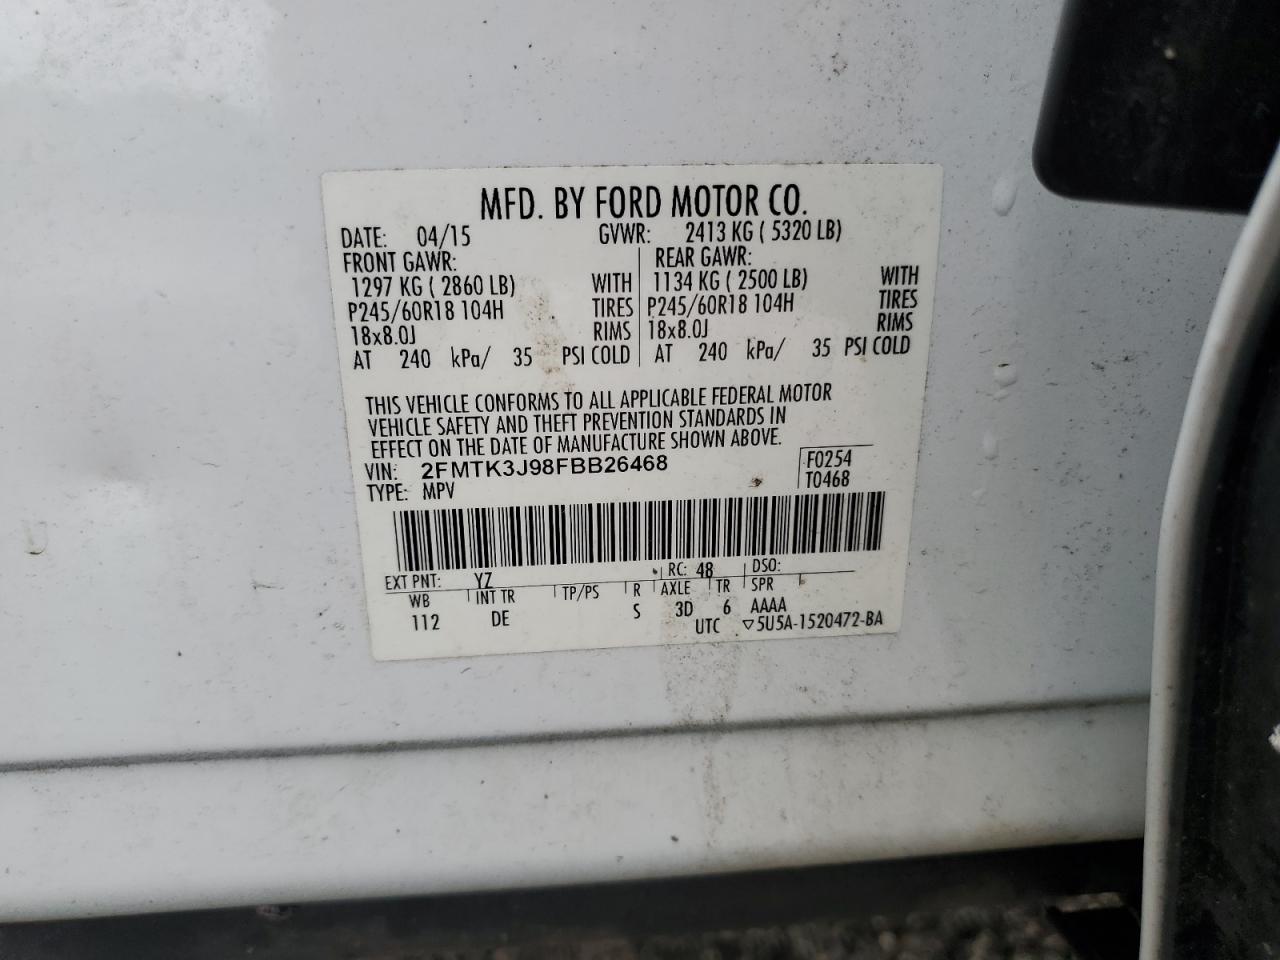 MFD. BY FORD MOTOR CO.
DATE: 04/15 GVWR: 2413 KG ( 5320 LB)
FRONT GAWR: REAR GAWR:
1297 KG ( 2860 LB) WITH 1134 KG ( 2500 LB) WITH
P245/60R18 104H TIRES P245/60R18 104H TIRES
18x8.0J RIMS 18x8.0J RIMS
AT 240 kPa/ 35 PSI COLD AT 240 kPa/ 35 PSI COLD
THIS VEHICLE CONFORMS TO ALL APPLICABLE FEDERAL MOTOR
VEHICLE SAFETY AND THEFT PREVENTION STANDARDS IN
EFFECT ON THE DATE OF MANUFACTURE SHOWN ABOVE.
VIN: 2FMTK3J98FBB26468 F0254
TYPE: MPV T0468
EXT PNT: YZ RC: 48 DSO:
WB INT TR TP/PS R AXLE TR SPR
112 DE S 3D 6 AAAA
UTC ▽5U5A-1520472-BA